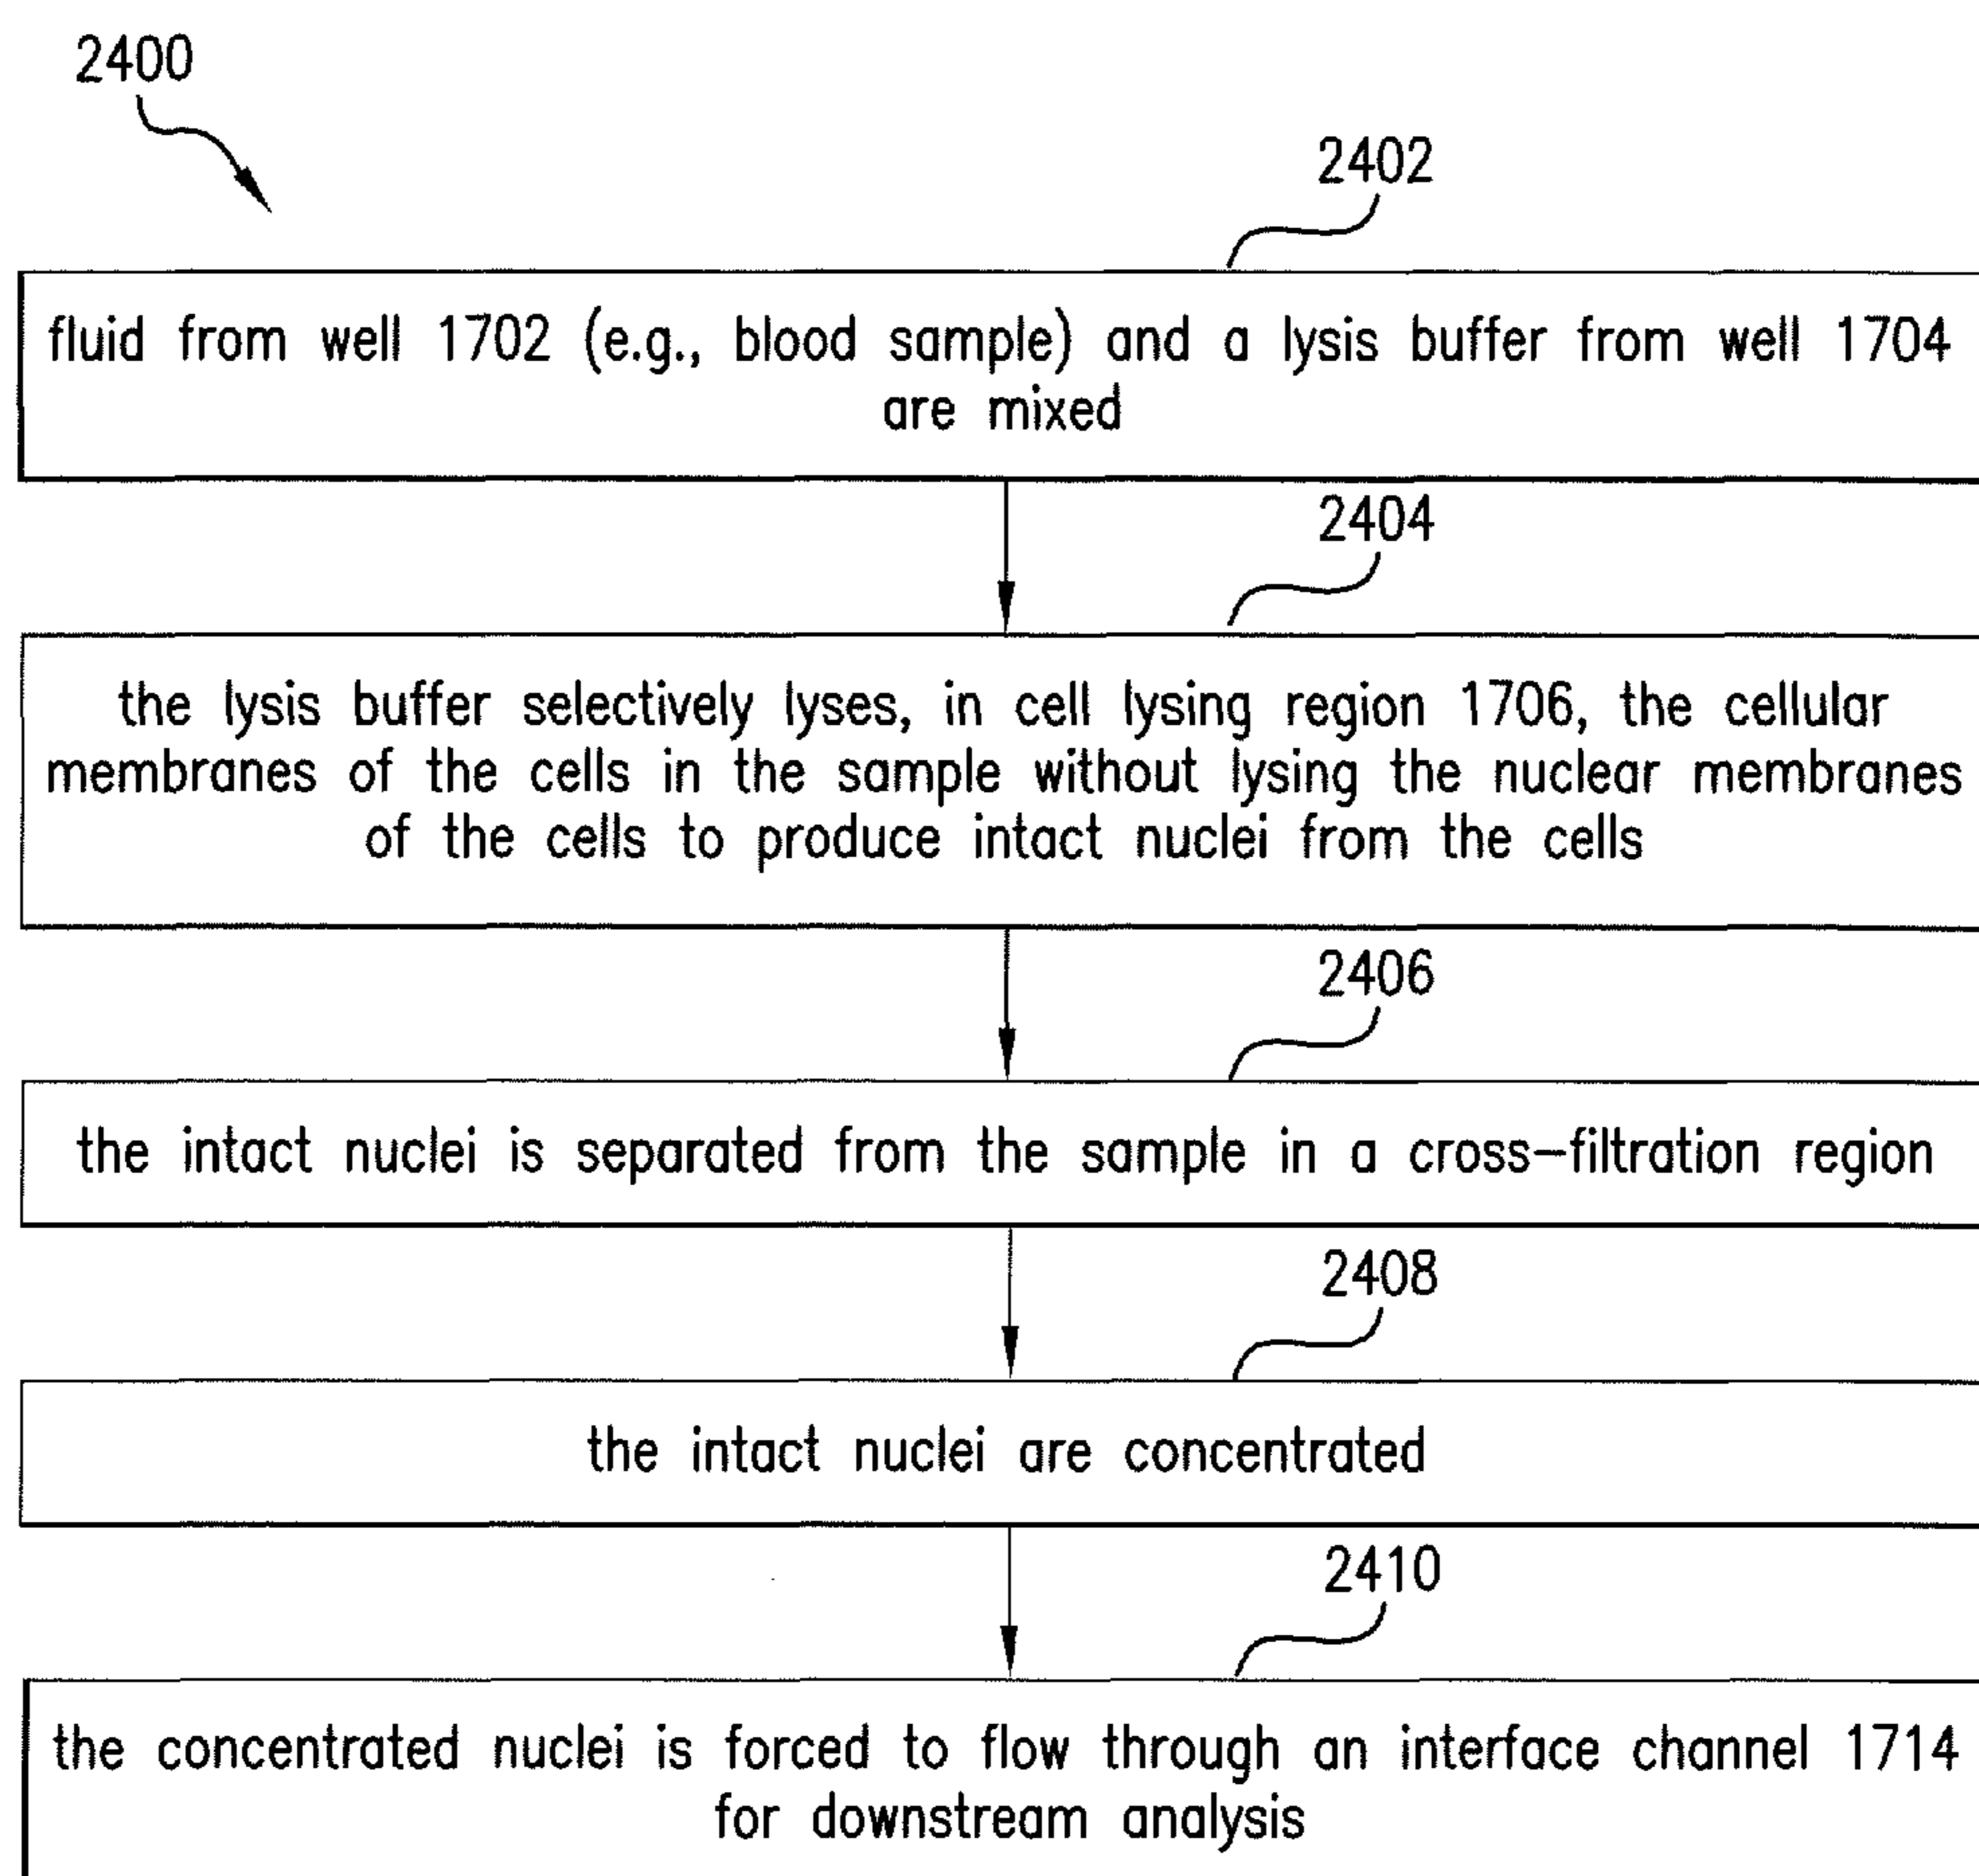 2400
2402
fluid from well 1702 (e.g., blood sample) and a lysis buffer from well 1704
are mixed
2404
the lysis buffer selectively lyses, in cell lysing region 1706, the cellular
membranes of the cells in the sample without lysing the nuclear membranes
of the cells to produce intact nuclei from the cells
2406
the intact nuclei is separated from the sample in a cross-filtration region
2408
the intact nuclei are concentrated
2410
the concentrated nuclei is forced to flow through an interface channel 1714
for downstream analysis